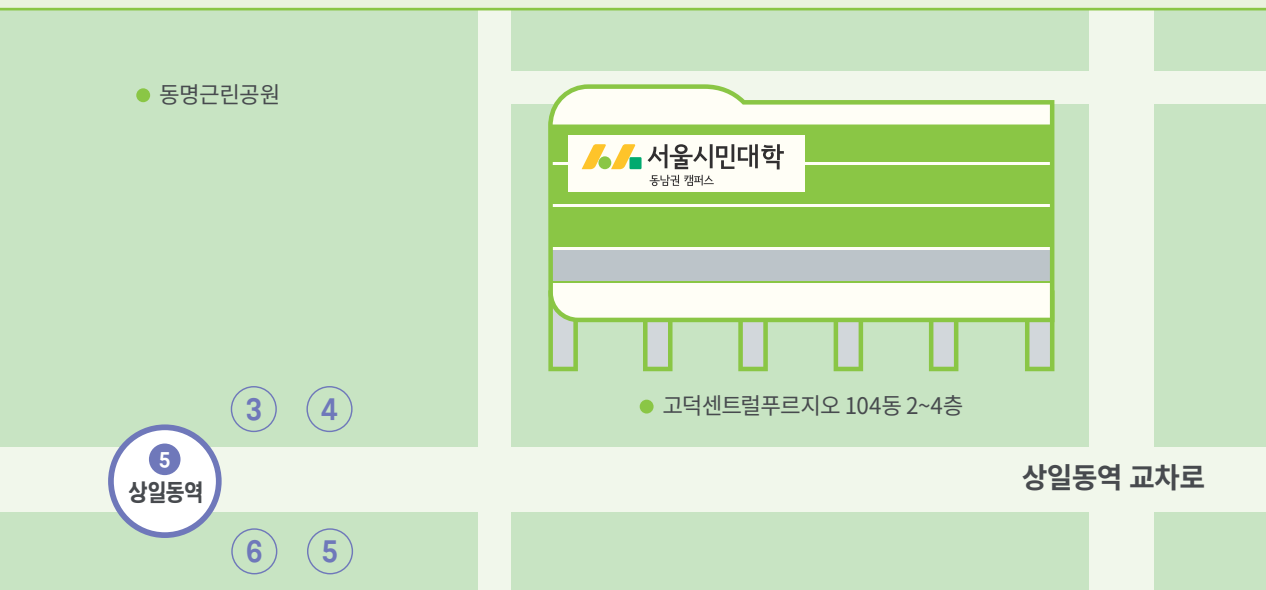 동명근린공원
서울시민대학
동남권 캠퍼스
고덕센트럴푸르지오 104동 2~4층
3 4
5
상일동역
상일동역 교차로
6 5